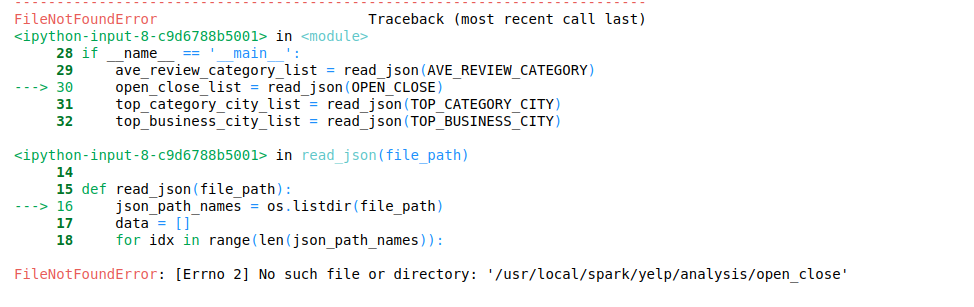 ---------------------------------------------------------------------------
FileNotFoundError                         Traceback (most recent call last)
<ipython-input-8-c9d6788b5001> in <module>
     28 if __name__ == '__main__':
     29     ave_review_category_list = read_json(AVE_REVIEW_CATEGORY)
---> 30     open_close_list = read_json(OPEN_CLOSE)
     31     top_category_city_list = read_json(TOP_CATEGORY_CITY)
     32     top_business_city_list = read_json(TOP_BUSINESS_CITY)

<ipython-input-8-c9d6788b5001> in read_json(file_path)
     14
     15 def read_json(file_path):
---> 16     json_path_names = os.listdir(file_path)
     17     data = []
     18     for idx in range(len(json_path_names)):

FileNotFoundError: [Errno 2] No such file or directory: '/usr/local/spark/yelp/analysis/open_close'